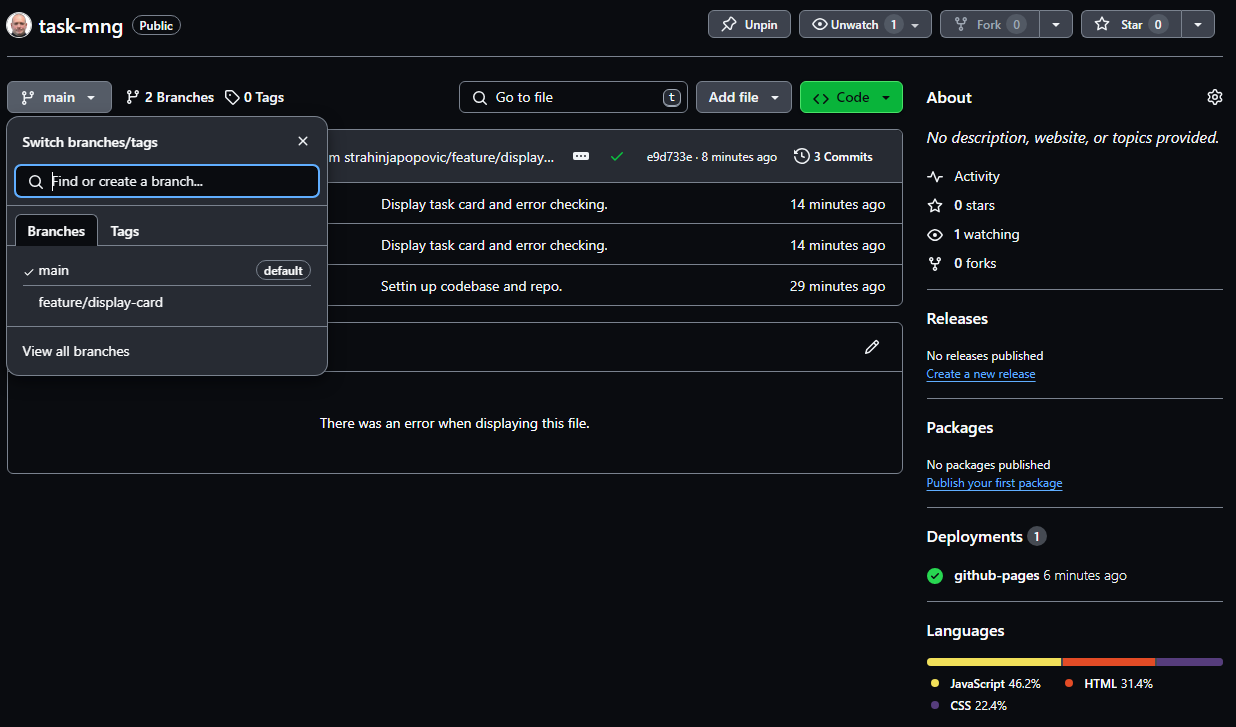 task-mng Public
Unpin
Unwatch 1
Fork 0
Star 0
main
2 Branches
0 Tags
Go to file t
Add file
Code
Switch branches/tags
Find or create a branch...
Branches Tags
main default
feature/display-card
View all branches
m strahinjapopovic/feature/display...
e9d733e · 8 minutes ago
3 Commits
Display task card and error checking. 14 minutes ago
Display task card and error checking. 14 minutes ago
Settin up codebase and repo. 29 minutes ago
There was an error when displaying this file.
About
No description, website, or topics provided.
Activity
0 stars
1 watching
0 forks
Releases
No releases published
Create a new release
Packages
No packages published
Publish your first package
Deployments 1
github-pages 6 minutes ago
Languages
JavaScript 46.2% HTML 31.4%
CSS 22.4%